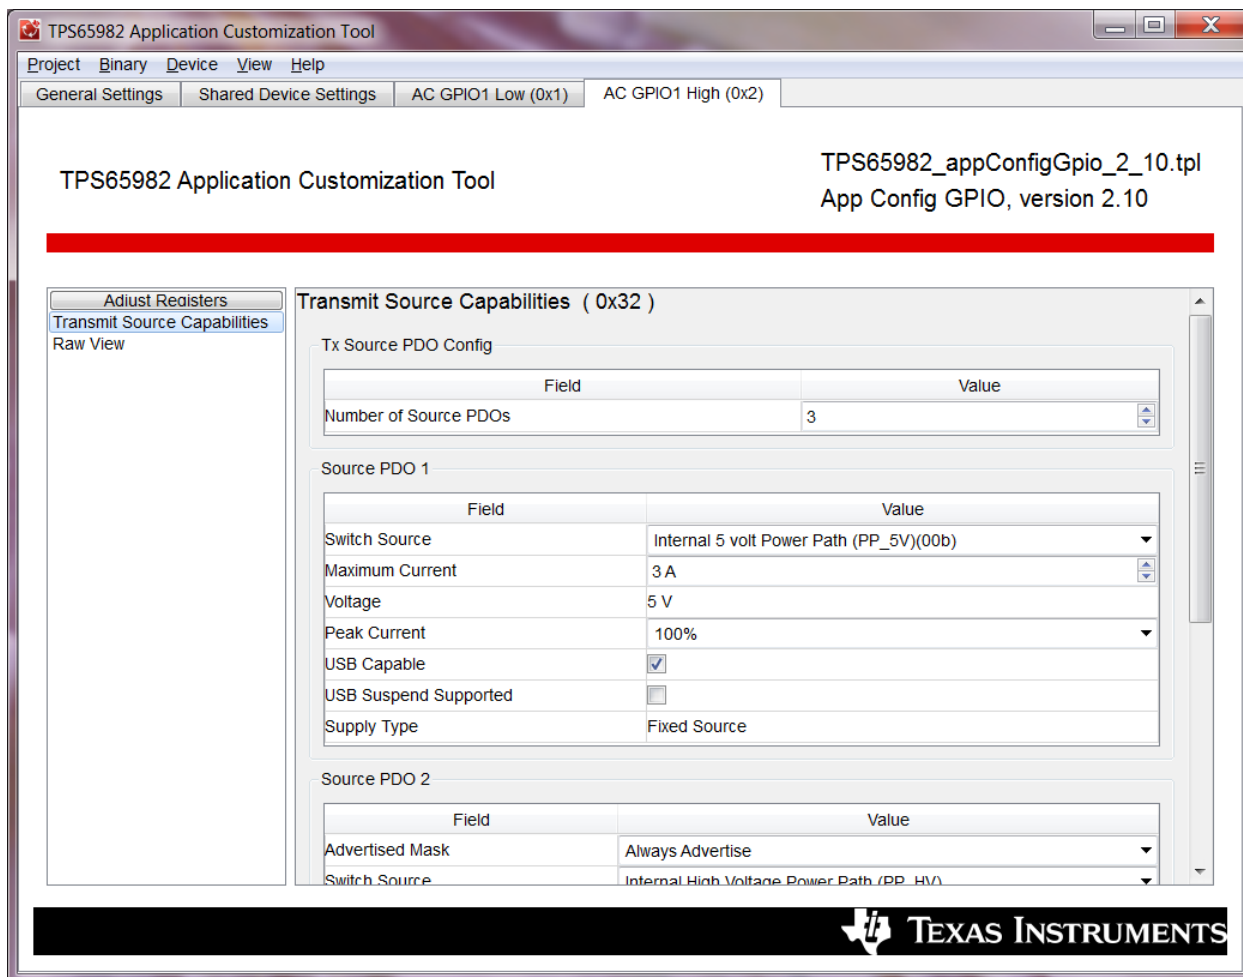 TPS65982 Application Customization Tool
Project Binary Device View Help
General Settings Shared Device Settings AC GPIO1 Low (0x1) AC GPIO1 High (0x2)
TPS65982 Application Customization Tool
TPS65982_appConfigGpio_2_10.tpl
App Config GPIO, version 2.10
Adjust Registers
Transmit Source Capabilities
Raw View
Transmit Source Capabilities ( 0x32 )
Tx Source PDO Config
Field Value
Number of Source PDOs 3
Source PDO 1
Field Value
Switch Source Internal 5 volt Power Path (PP_5V)(00b)
Maximum Current 3 A
Voltage 5 V
Peak Current 100%
USB Capable
USB Suspend Supported
Supply Type Fixed Source
Source PDO 2
Field Value
Advertised Mask Always Advertise
Switch Source Internal High Voltage Power Path (PP_HV)
TEXAS INSTRUMENTS